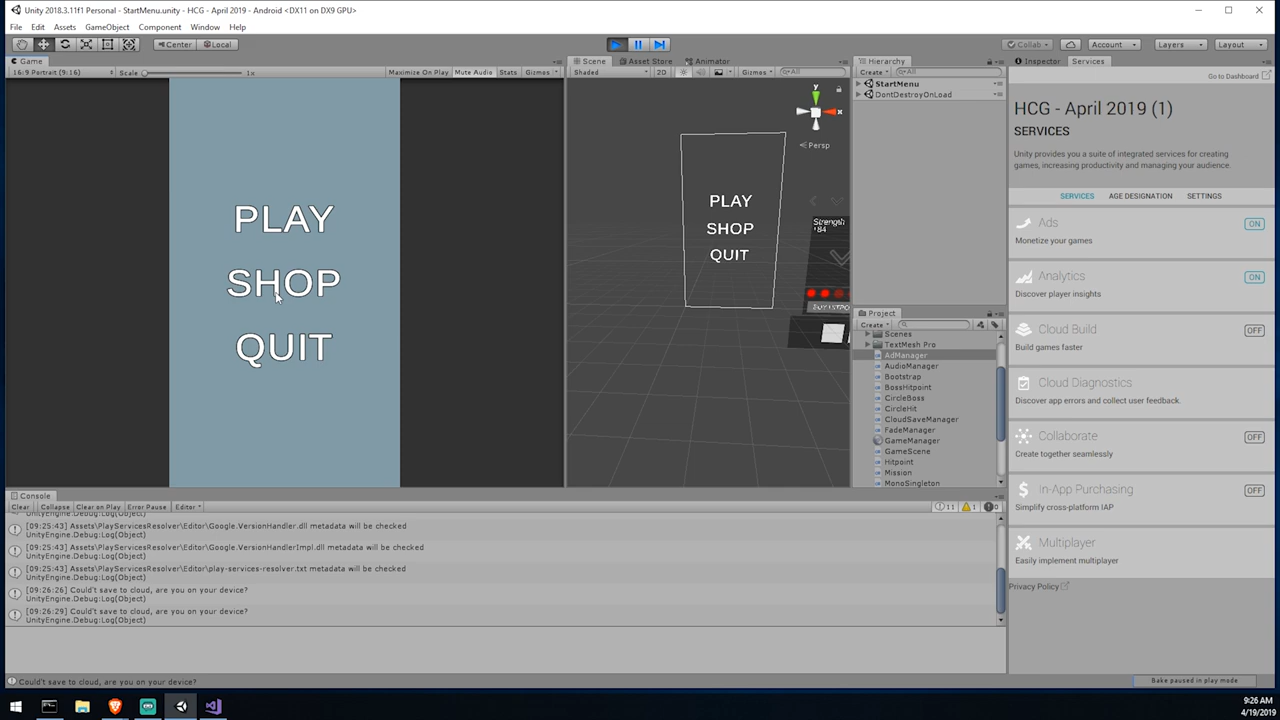 Unity 2018.3.11f1 Personal - StartMenu.unity - HCG - April 2019 - Android <DX11 on DX9 GPU>
File Edit Assets GameObject Component Window Help
Center Local Collab Account Layers Layout
Game
16:9 Portrait (9:16) Scale 1x Maximize On Play Mute Audio Stats Gizmos
PLAY
SHOP
QUIT
Scene Asset Store Animator
Shaded 2D Gizmos All
y
x
Persp
PLAY
SHOP
QUIT
Strength
Hierarchy
Create All
StartMenu
DontDestroyOnLoad
Project
Create
Scenes
TextMesh Pro
AdManager
AudioManager
Bootstrap
BossHitpoint
CircleBoss
CircleHit
CloudSaveManager
FadeManager
GameManager
GameScene
Hitpoint
Mission
MonoSingleton
Inspector Services
Go to Dashboard
HCG - April 2019 (1)
SERVICES
Unity provides you a suite of integrated services for creating
games, increasing productivity and managing your audience.
SERVICES AGE DESIGNATION SETTINGS
Ads ON
Monetize your games
Analytics ON
Discover player insights
Cloud Build OFF
Build games faster
Cloud Diagnostics
Discover app errors and collect user feedback.
Collaborate OFF
Create together seamlessly
In-App Purchasing OFF
Simplify cross-platform IAP
Multiplayer
Easily implement multiplayer
Privacy Policy
Console
Clear Collapse Clear on Play Error Pause Editor 11 1 0
UnityEngine.Debug:Log(Object)
[09:25:43] Assets\PlayServicesResolver\Editor\Google.VersionHandler.dll metadata will be checked
UnityEngine.Debug:Log(Object)
[09:25:43] Assets\PlayServicesResolver\Editor\Google.VersionHandlerImpl.dll metadata will be checked
UnityEngine.Debug:Log(Object)
[09:25:43] Assets\PlayServicesResolver\Editor\play-services-resolver.txt metadata will be checked
UnityEngine.Debug:Log(Object)
[09:26:26] Could't save to cloud, are you on your device?
UnityEngine.Debug:Log(Object)
[09:26:29] Could't save to cloud, are you on your device?
UnityEngine.Debug:Log(Object)
Could't save to cloud, are you on your device?
Bake paused in play mode
9:26 AM
4/19/2019